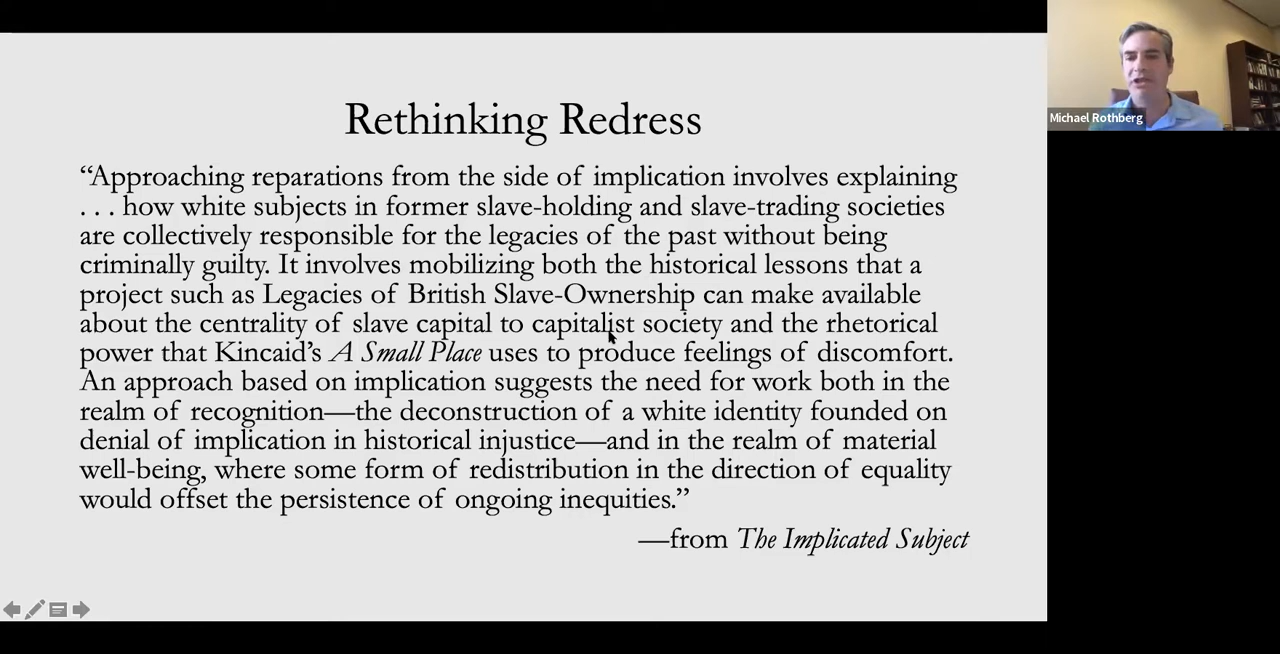 Rethinking Redress
“Approaching reparations from the side of implication involves explaining
. . . how white subjects in former slave-holding and slave-trading societies
are collectively responsible for the legacies of the past without being
criminally guilty. It involves mobilizing both the historical lessons that a
project such as Legacies of British Slave-Ownership can make available
about the centrality of slave capital to capitalist society and the rhetorical
power that Kincaid’s A Small Place uses to produce feelings of discomfort.
An approach based on implication suggests the need for work both in the
realm of recognition—the deconstruction of a white identity founded on
denial of implication in historical injustice—and in the realm of material
well-being, where some form of redistribution in the direction of equality
would offset the persistence of ongoing inequities.”
—from The Implicated Subject
Michael Rothberg